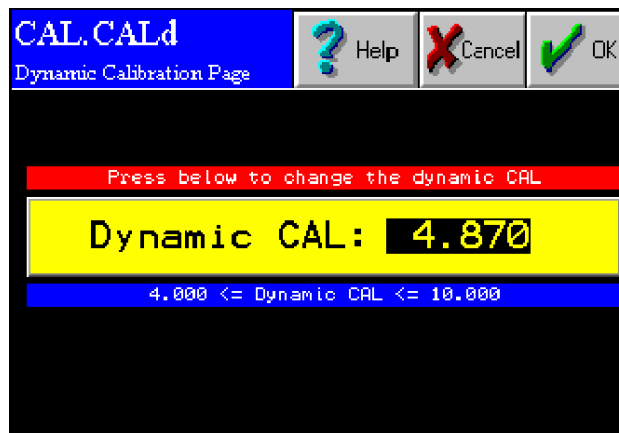 CAL.CALd
Dynamic Calibration Page
Help
Cancel
OK
Press below to change the dynamic CAL
Dynamic CAL: 4.870
4.000 <= Dynamic CAL <= 10.000